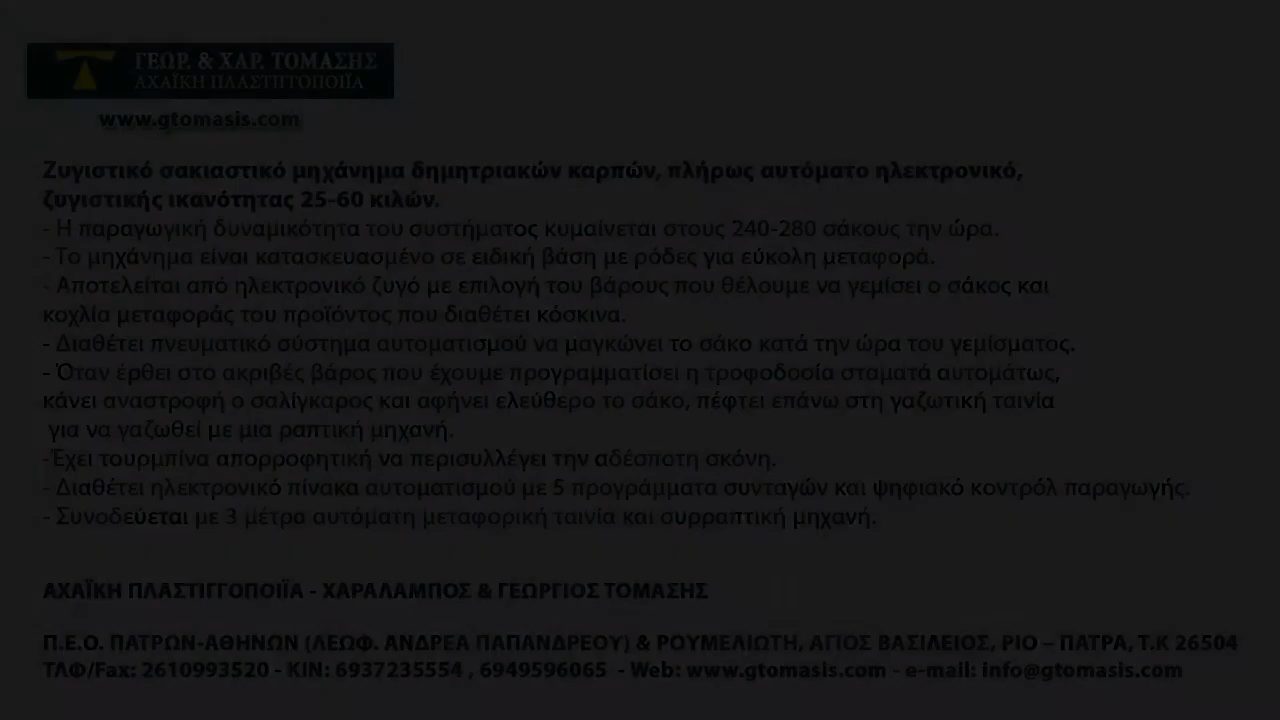 ΓΕΩΡ. & ΧΑΡ. ΤΟΜΑΣΗΣ
ΑΧΑΪΚΗ ΠΛΑΣΤΙΓΓΟΠΟΙΪΑ
www.gtomasis.com
Ζυγιστικό σακιαστικό μηχάνημα δημητριακών καρπών, πλήρως αυτόματο ηλεκτρονικό,
ζυγιστικής ικανότητας 25-60 κιλών.
- Η παραγωγική δυναμικότητα του συστήματος κυμαίνεται στους 240-280 σάκους την ώρα.
- Το μηχάνημα είναι κατασκευασμένο σε ειδική βάση με ρόδες για εύκολη μεταφορά.
- Αποτελείται από ηλεκτρονικό ζυγό με επιλογή του βάρους που θέλουμε να γεμίσει ο σάκος και
κοχλία μεταφοράς του προϊόντος που διαθέτει κόσκινα.
- Διαθέτει πνευματικό σύστημα αυτοματισμού να μαγκώνει το σάκο κατά την ώρα του γεμίσματος.
- Όταν έρθει στο ακριβές βάρος που έχουμε προγραμματίσει η τροφοδοσία σταματά αυτομάτως,
κάνει αναστροφή ο σαλίγκαρος και αφήνει ελεύθερο το σάκο, πέφτει επάνω στη γαζωτική ταινία
για να γαζωθεί με μια ραπτική μηχανή.
-Έχει τουρμπίνα απορροφητική να περισυλλέγει την αδέσποτη σκόνη.
- Διαθέτει ηλεκτρονικό πίνακα αυτοματισμού με 5 προγράμματα συνταγών και ψηφιακό κοντρόλ παραγωγής.
- Συνοδεύεται με 3 μέτρα αυτόματη μεταφορική ταινία και συρραπτική μηχανή.
ΑΧΑΪΚΗ ΠΛΑΣΤΙΓΓΟΠΟΙΪΑ - ΧΑΡΑΛΑΜΠΟΣ & ΓΕΩΡΓΙΟΣ ΤΟΜΑΣΗΣ
Π.Ε.Ο. ΠΑΤΡΩΝ-ΑΘΗΝΩΝ (ΛΕΩΦ. ΑΝΔΡΕΑ ΠΑΠΑΝΔΡΕΟΥ) & ΡΟΥΜΕΛΙΩΤΗ, ΑΓΙΟΣ ΒΑΣΙΛΕΙΟΣ, ΡΙΟ – ΠΑΤΡΑ, Τ.Κ 26504
ΤΛΦ/Fax: 2610993520 - ΚΙΝ: 6937235554 , 6949596065 - Web: www.gtomasis.com - e-mail: info@gtomasis.com